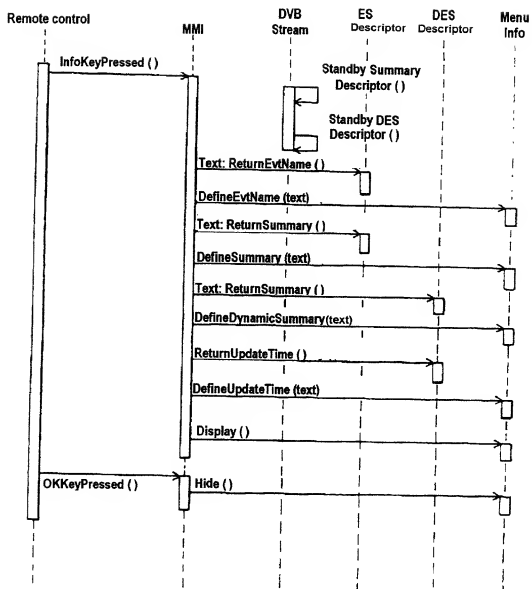 Remote control
MMI
DVB
Stream
ES
Descriptor
DES
Descriptor
Menu
Info
InfoKeyPressed ( )
Standby Summary
Descriptor ( )
Standby DES
Descriptor ( )
Text: ReturnEvtName ( )
DefineEvtName (text)
Text: ReturnSummary ( )
DefineSummary (text)
Text: ReturnSummary ( )
DefineDynamicSummary(text)
ReturnUpdateTime ( )
DefineUpdateTime (text)
Display ( )
OKKeyPressed ( )
Hide ( )